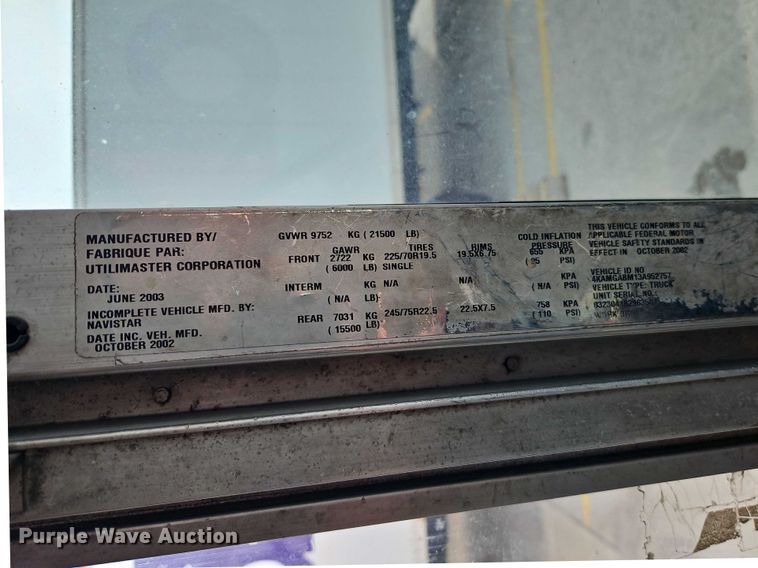 MANUFACTURED BY/
FABRIQUE PAR:
UTILIMASTER CORPORATION
DATE:
JUNE 2003
INCOMPLETE VEHICLE MFD. BY:
NAVISTAR
DATE INC. VEH. MFD.
OCTOBER 2002
GVWR 9752 KG ( 21500 LB)
GAWR TIRES RIMS COLD INFLATION PRESSURE
FRONT 2722 KG 225/70R19.5 19.5X6.75 655 KPA
( 6000 LB) SINGLE ( 95 PSI)
INTERM KG N/A N/A KPA
( N/A LB) ( N/A PSI)
REAR 7031 KG 245/75R22.5 22.5X7.5 758 KPA
( 15500 LB) ( 110 PSI)
THIS VEHICLE CONFORMS TO ALL
APPLICABLE FEDERAL MOTOR
VEHICLE SAFETY STANDARDS IN
EFFECT IN OCTOBER 2002
VEHICLE ID NO
4KAMGABM13A952757
VEHICLE TYPE: TRUCK
UNIT SERIAL NO.:
Purple Wave Auction